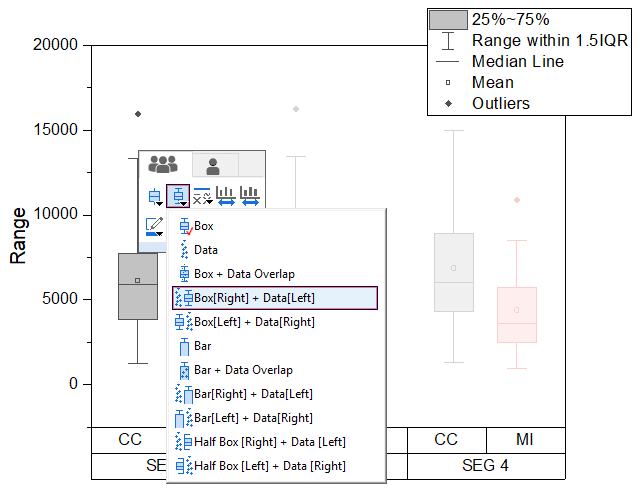 25%~75%
Range within 1.5IQR
Median Line
Mean
Outliers
20000
15000
10000
5000
0
Range
Box
Data
Box + Data Overlap
Box[Right] + Data[Left]
Box[Left] + Data[Right]
Bar
Bar + Data Overlap
Bar[Right] + Data[Left]
Bar[Left] + Data[Right]
Half Box [Right] + Data [Left]
Half Box [Left] + Data [Right]
CC
CC
MI
SE
SEG 4